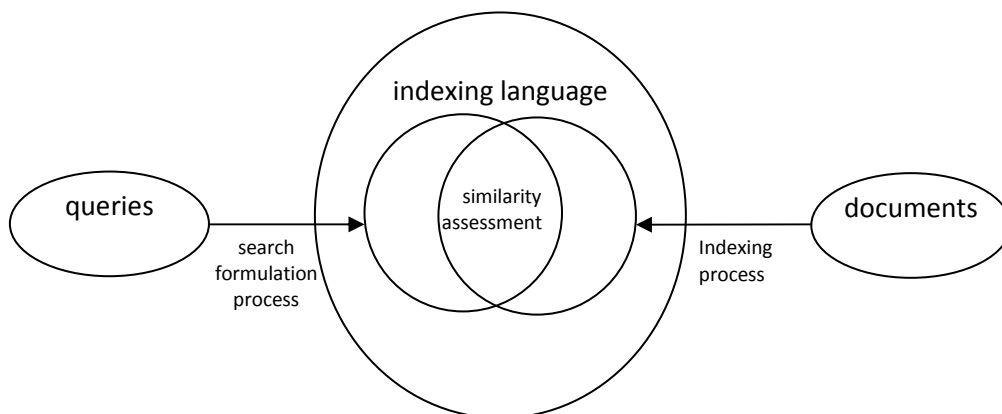 indexing language
queries
similarity
assessment
documents
search
formulation
process
Indexing
process